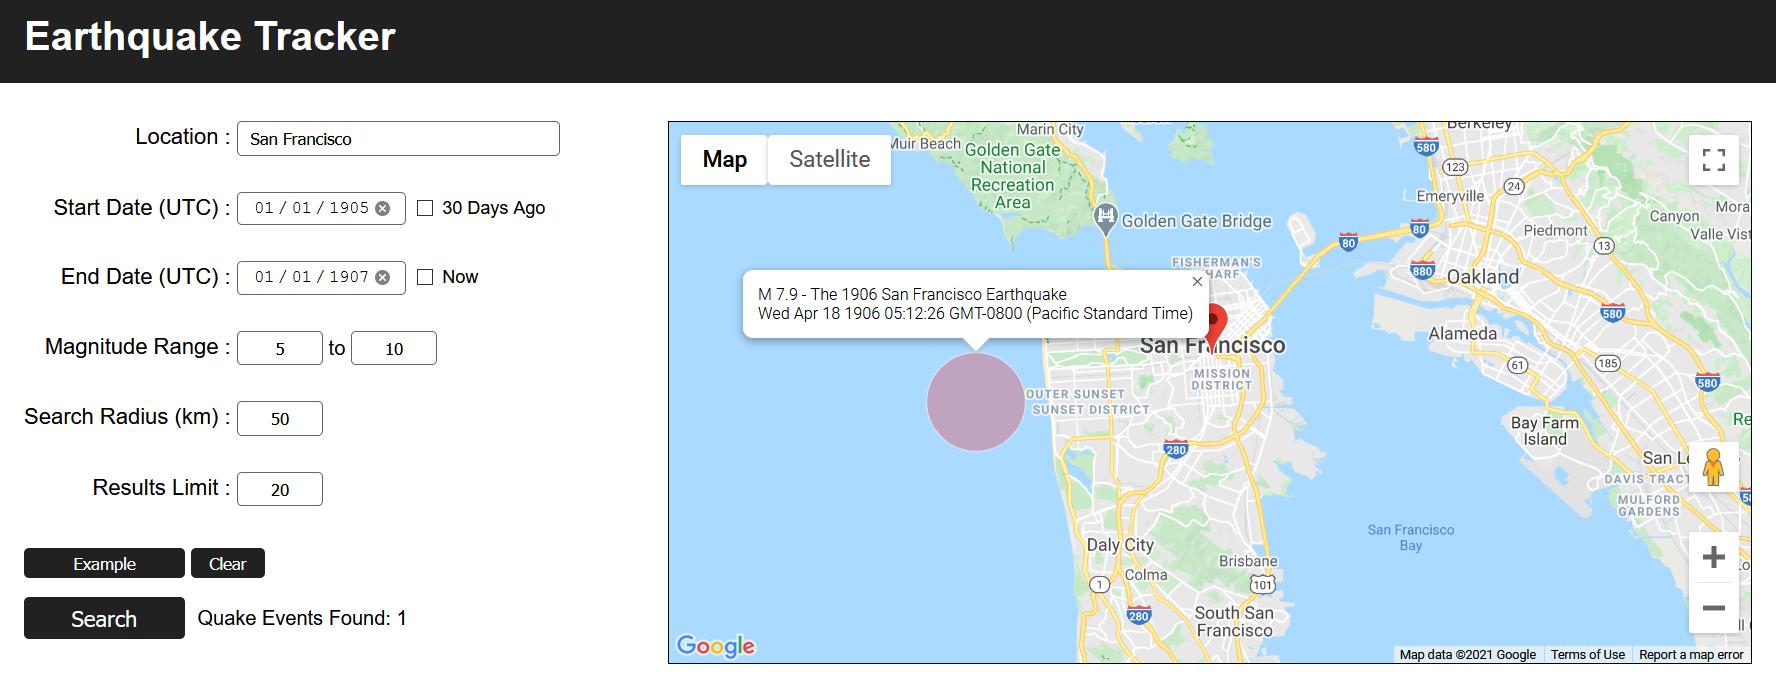 Earthquake Tracker
Location : San Francisco
Start Date (UTC) : 01 / 01 / 1905 30 Days Ago
End Date (UTC) : 01 / 01 / 1907 Now
Magnitude Range : 5 to 10
Search Radius (km) : 50
Results Limit : 20
Example Clear
Search Quake Events Found: 1
Map Satellite
Muir Beach
Marin City
Golden Gate
National
Recreation
Area
Golden Gate Bridge
Berkeley
580
123
24
Emeryville
80
80
Piedmont
13
Canyon
Valle Vist
Mora
FISHERMAN'S
WHARF
880
Oakland
M 7.9 - The 1906 San Francisco Earthquake
Wed Apr 18 1906 05:12:26 GMT-0800 (Pacific Standard Time)
San Francisco
580
Alameda
61
185
580
MISSION
DISTRICT
OUTER SUNSET
SUNSET DISTRICT
280
Bay Farm
Island
Re
San Le
DAVIS TRACT
MULFORD
GARDENS
San Francisco
Bay
Daly City
Colma
1
280
Brisbane
101
South San
Francisco
Google
Map data ©2021 Google Terms of Use Report a map error